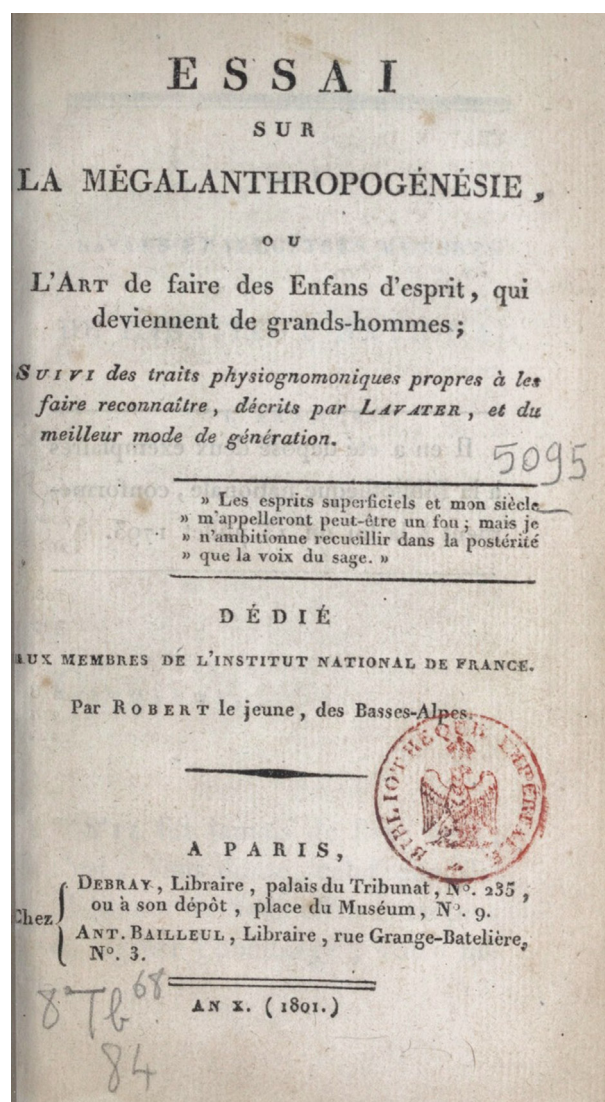 ESSAI
SUR
LA MÉGALANTHROPOGÉNÉSIE,
OU
L'ART de faire des Enfans d'esprit, qui
deviennent de grands-hommes;
SUIVI des traits physiognomoniques propres à les
faire reconnaître, décrits par LAVATER, et du
meilleur mode de génération.
5095
» Les esprits superficiels et mon siècle
» m'appelleront peut-être un fou; mais je
» n'ambitionne recueillir dans la postérité
» que la voix du sage. »
DÉDIÉ
AUX MEMBRES DE L'INSTITUT NATIONAL DE FRANCE.
Par ROBERT le jeune, des Basses-Alpes.
BIBLIOTHÈQUE IMPÉRIALE
A PARIS,
Chez
DEBRAY, Libraire, palais du Tribunat, N°. 235,
ou à son dépôt, place du Muséum, N°. 9.
ANT. BAILLEUL, Libraire, rue Grange-Batelière,
N°. 3.
AN X. (1801.)
8° Tb 68
84